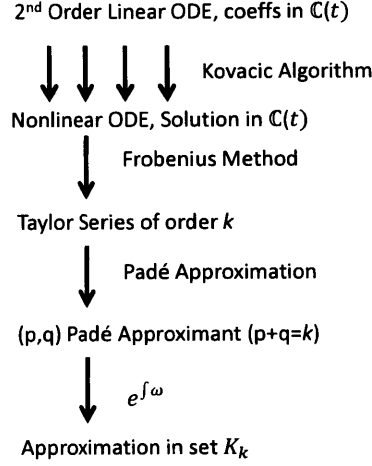 2nd Order Linear ODE, coeffs in ℂ(t)
Kovacic Algorithm
Nonlinear ODE, Solution in ℂ(t)
Frobenius Method
Taylor Series of order k
Padé Approximation
(p,q) Padé Approximant (p+q=k)
e^∫ω
Approximation in set K_k